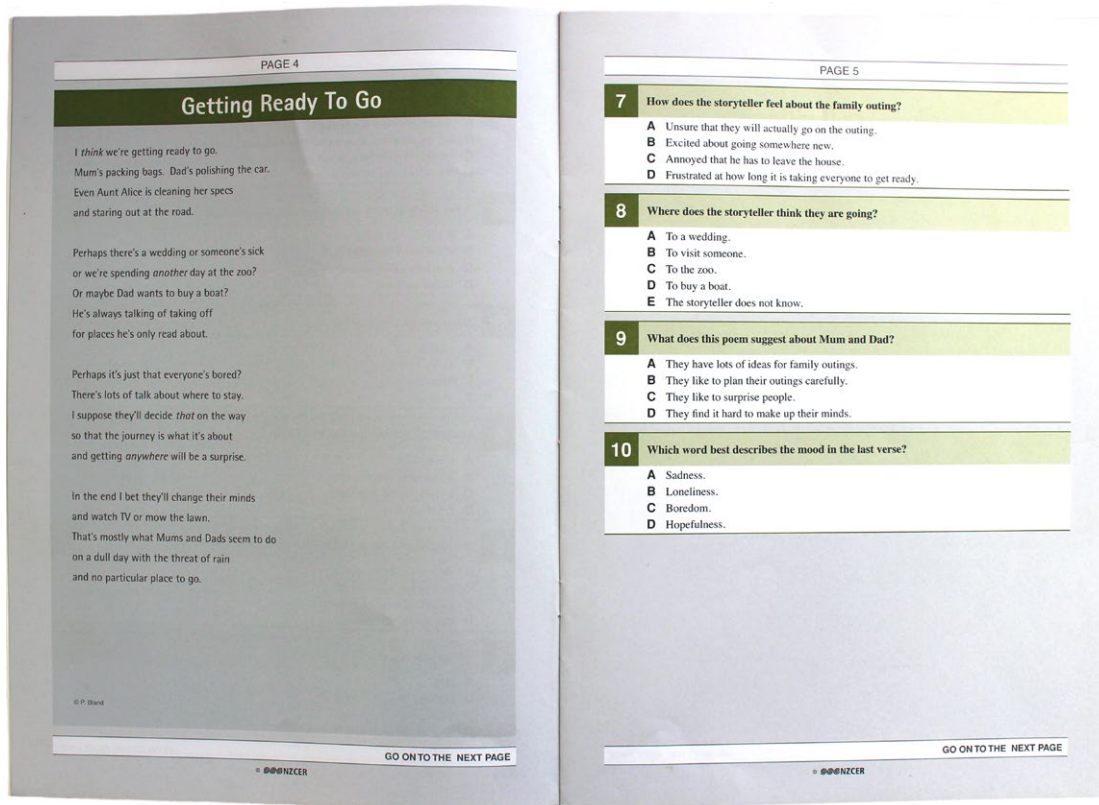 PAGE 4
Getting Ready To Go
I think we're getting ready to go.
Mum's packing bags. Dad's polishing the car.
Even Aunt Alice is cleaning her specs
and staring out at the road.
Perhaps there's a wedding or someone's sick
or we're spending another day at the zoo?
Or maybe Dad wants to buy a boat?
He's always talking of taking off
for places he's only read about.
Perhaps it's just that everyone's bored?
There's lots of talk about where to stay.
I suppose they'll decide that on the way
so that the journey is what it's about
and getting anywhere will be a surprise.
In the end I bet they'll change their minds
and watch TV or mow the lawn.
That's mostly what Mums and Dads seem to do
on a dull day with the threat of rain
and no particular place to go.
© P. Bland
GO ON TO THE NEXT PAGE
© NZCER
PAGE 5
7 How does the storyteller feel about the family outing?
A Unsure that they will actually go on the outing.
B Excited about going somewhere new.
C Annoyed that he has to leave the house.
D Frustrated at how long it is taking everyone to get ready.
8 Where does the storyteller think they are going?
A To a wedding.
B To visit someone.
C To the zoo.
D To buy a boat.
E The storyteller does not know.
9 What does this poem suggest about Mum and Dad?
A They have lots of ideas for family outings.
B They like to plan their outings carefully.
C They like to surprise people.
D They find it hard to make up their minds.
10 Which word best describes the mood in the last verse?
A Sadness.
B Loneliness.
C Boredom.
D Hopefulness.
GO ON TO THE NEXT PAGE
© NZCER